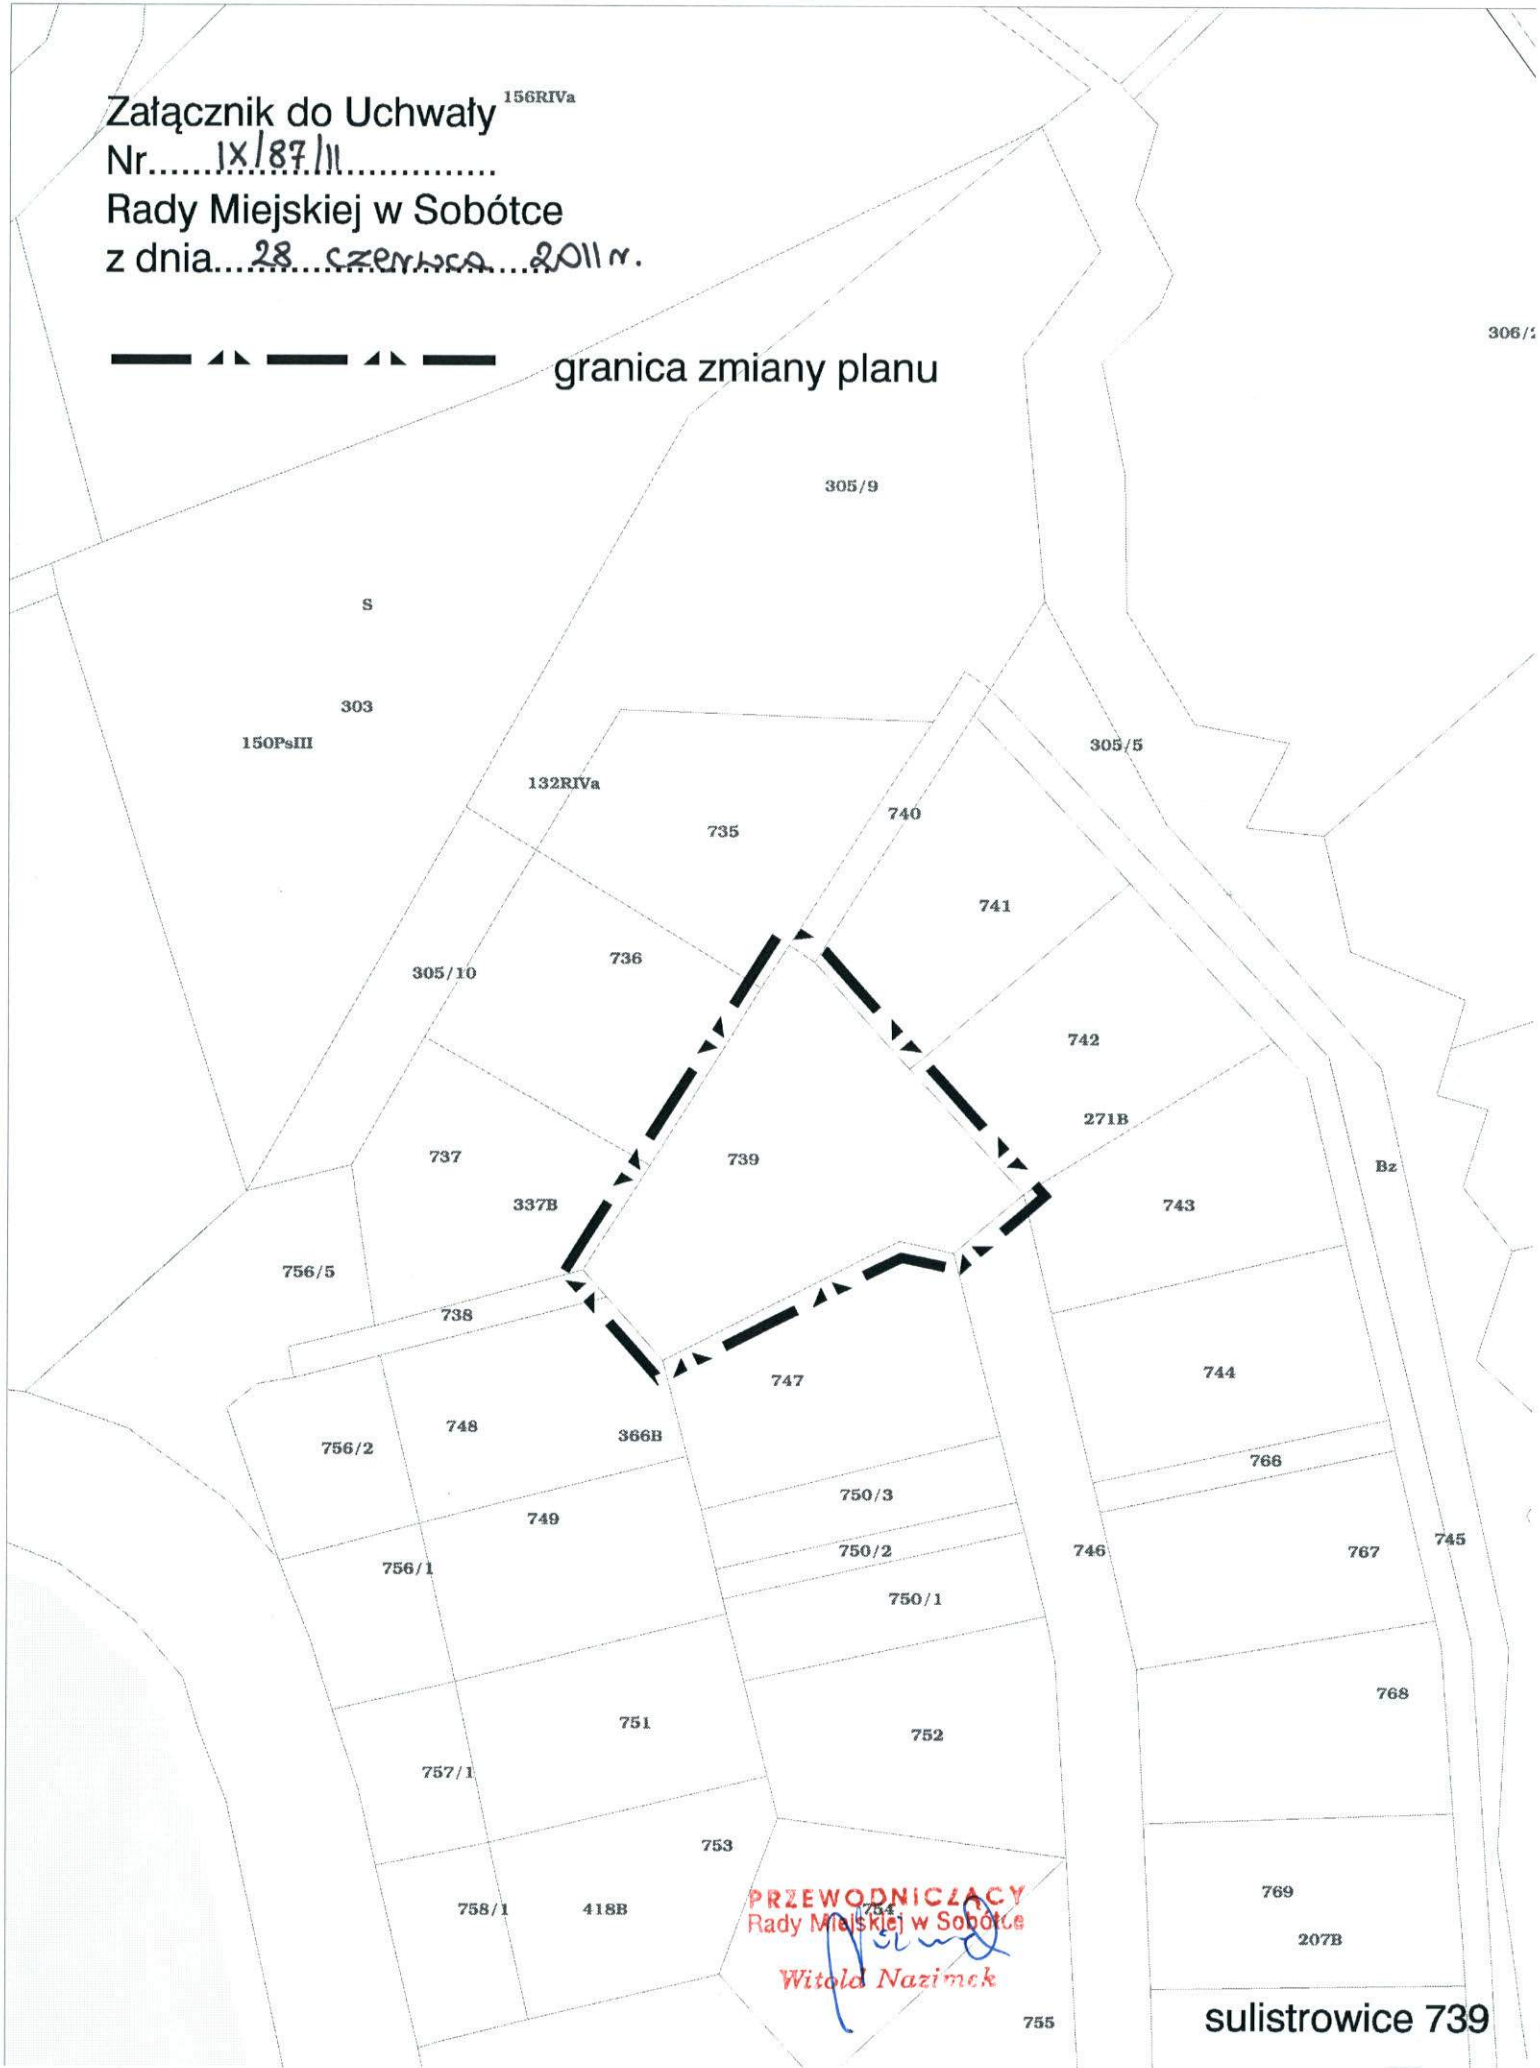 Załącznik do Uchwały
156RIVa
Nr......IX/87/11................
Rady Miejskiej w Sobótce
z dnia....28...czerwca....2011 r.
granica zmiany planu
306/
305/9
S
303
150PsIII
305/5
132RIVa
740
735
741
736
305/10
742
271B
737
739
Bz
337B
743
756/5
738
744
747
748
366B
756/2
766
750/3
749
745
750/2
746
767
756/1
750/1
768
751
752
757/1
753
PRZEWODNICZĄCY
769
758/1
418B
754
Rady Miejskiej w Sobótce
207B
Witold Nazimek
755
sulistrowice 739